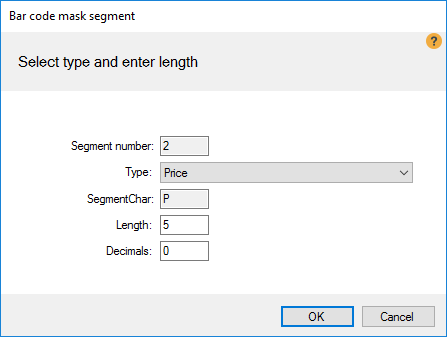 Bar code mask segment
?
Select type and enter length
Segment number: 2
Type: Price
SegmentChar: P
Length: 5
Decimals: 0
OK Cancel